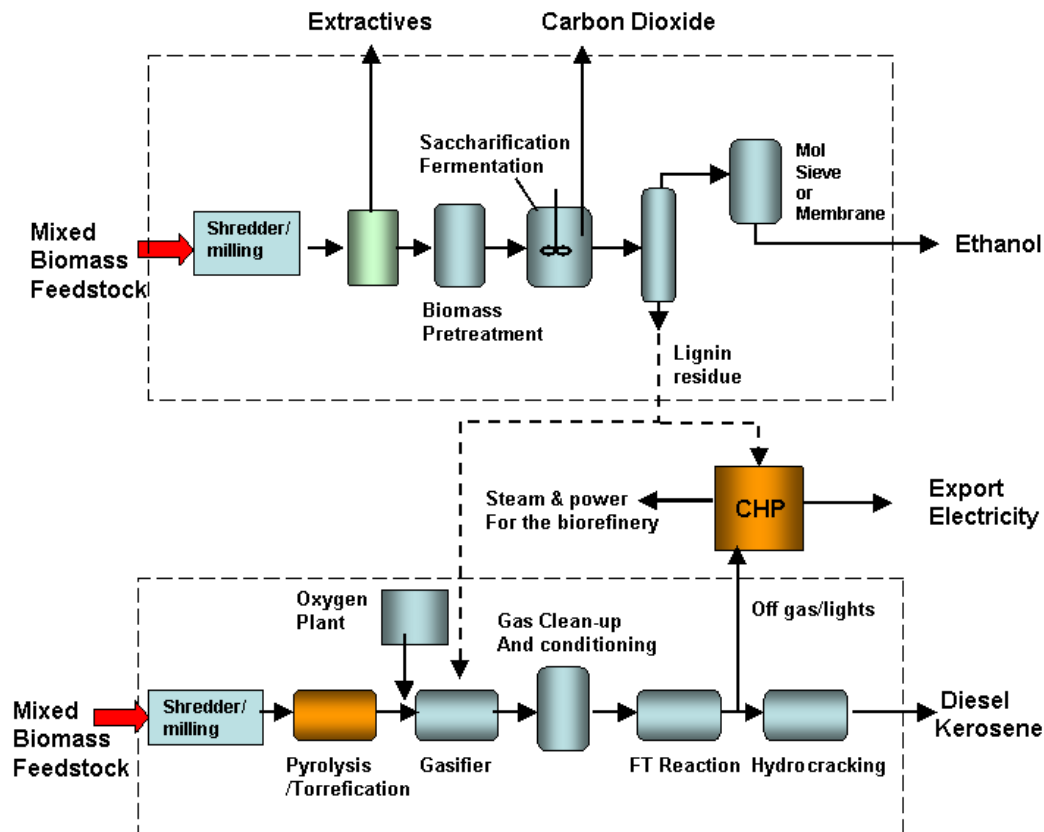 Extractives
Carbon Dioxide
Saccharification
Fermentation
Mol
Sieve
or
Membrane
Mixed
Biomass
Feedstock
Shredder/
milling
Ethanol
Biomass
Pretreatment
Lignin
residue
Steam & power
For the biorefinery
CHP
Export
Electricity
Oxygen
Plant
Gas Clean-up
And conditioning
Off gas/lights
Mixed
Biomass
Feedstock
Shredder/
milling
Diesel
Kerosene
Pyrolysis
/Torrefication
Gasifier
FT Reaction
Hydrocracking